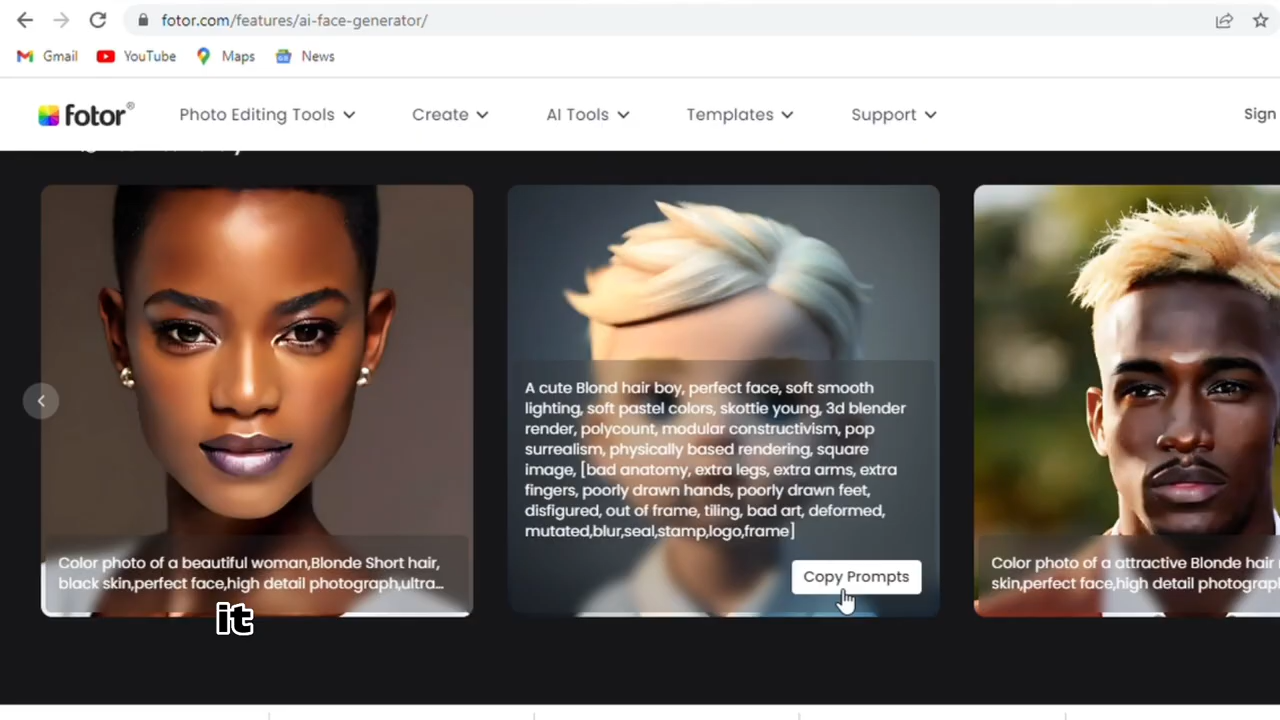 fotor.com/features/ai-face-generator/
Gmail YouTube Maps News
fotor® Photo Editing Tools Create AI Tools Templates Support Sign
A cute Blond hair boy, perfect face, soft smooth
lighting, soft pastel colors, skottie young, 3d blender
render, polycount, modular constructivism, pop
surrealism, physically based rendering, square
image, [bad anatomy, extra legs, extra arms, extra
fingers, poorly drawn hands, poorly drawn feet,
disfigured, out of frame, tiling, bad art, deformed,
mutated,blur,seal,stamp,logo,frame]
Copy Prompts
Color photo of a beautiful woman,Blonde Short hair,
black skin,perfect face,high detail photograph,ultra...
Color photo of a attractive Blonde hair
skin,perfect face,high detail photograp
it